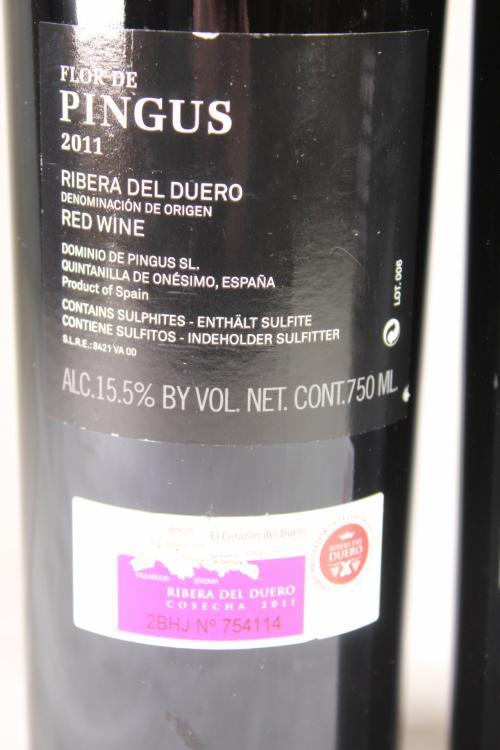 FLOR DE
PINGUS
2011
RIBERA DEL DUERO
DENOMINACIÓN DE ORIGEN
RED WINE
DOMINIO DE PINGUS SL.
QUINTANILLA DE ONÉSIMO, ESPAÑA
Product of Spain
CONTAINS SULPHITES - ENTHÄLT SULFITE
CONTIENE SULFITOS - INDEHOLDER SULFITTER
S.L.R.E.: 8421 VA 00
LOT. 006
ALC.15.5% BY VOL. NET. CONT.750 ML.
El Corazón del Duero
VALLADOLID SEGOVIA
RIBERA DEL DUERO
COSECHA 2011
2BHJ Nº 754114
RIBERA DEL
DUERO